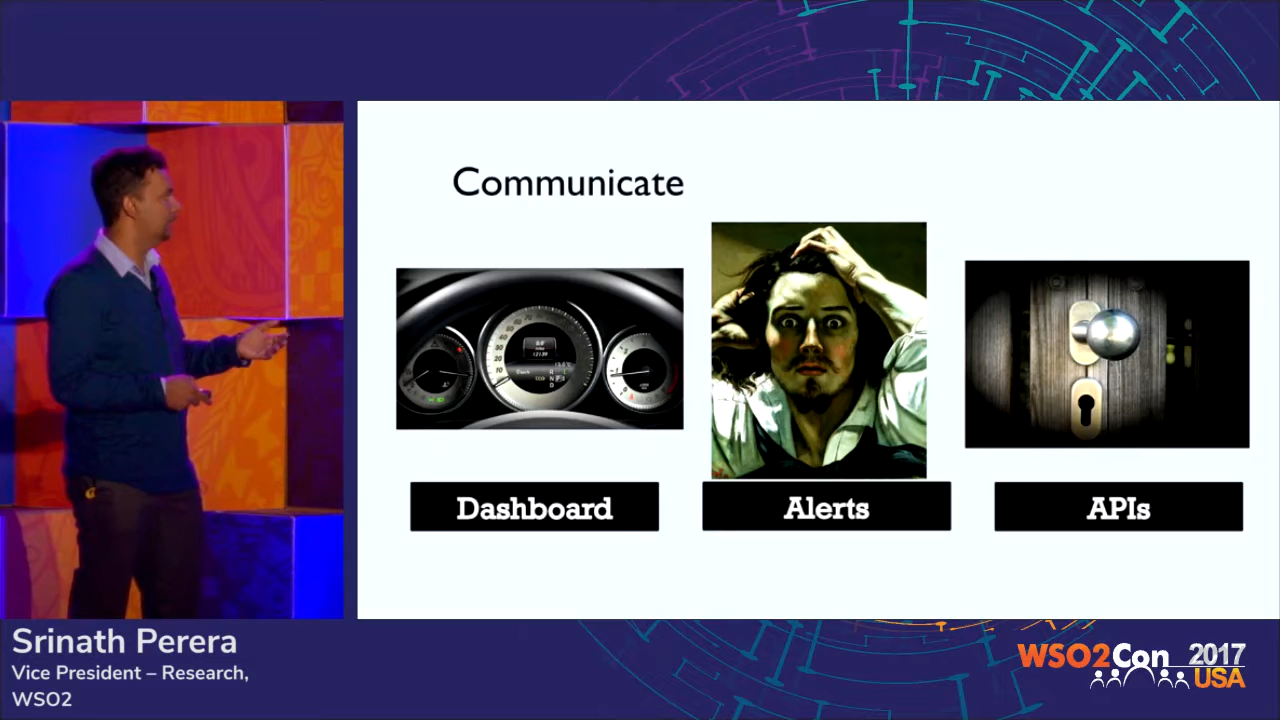 Communicate
Dashboard
Alerts
APIs
Srinath Perera
Vice President – Research,
WSO2
WSO2Con 2017
USA